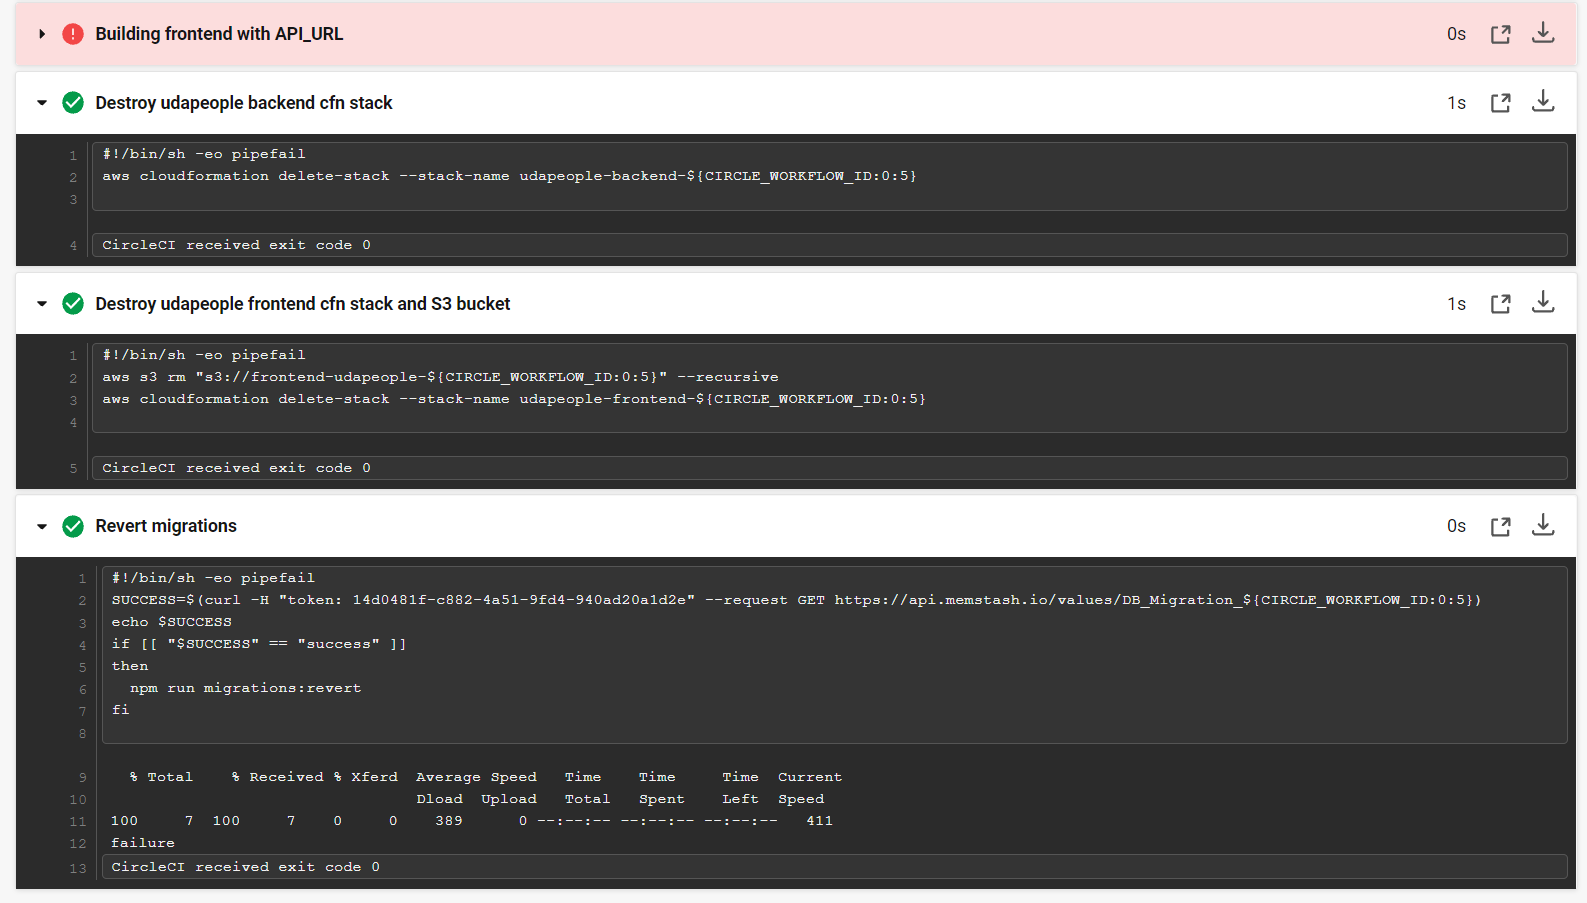 Building frontend with API_URL 0s
Destroy udapeople backend cfn stack 1s
1 #!/bin/sh -eo pipefail
2 aws cloudformation delete-stack --stack-name udapeople-backend-${CIRCLE_WORKFLOW_ID:0:5}
3
4 CircleCI received exit code 0
Destroy udapeople frontend cfn stack and S3 bucket 1s
1 #!/bin/sh -eo pipefail
2 aws s3 rm "s3://frontend-udapeople-${CIRCLE_WORKFLOW_ID:0:5}" --recursive
3 aws cloudformation delete-stack --stack-name udapeople-frontend-${CIRCLE_WORKFLOW_ID:0:5}
4
5 CircleCI received exit code 0
Revert migrations 0s
1 #!/bin/sh -eo pipefail
2 SUCCESS=$(curl -H "token: 14d0481f-c882-4a51-9fd4-940ad20a1d2e" --request GET https://api.memstash.io/values/DB_Migration_${CIRCLE_WORKFLOW_ID:0:5})
3 echo $SUCCESS
4 if [[ "$SUCCESS" == "success" ]]
5 then
6 npm run migrations:revert
7 fi
8
9 % Total % Received % Xferd Average Speed Time Time Time Current
10 Dload Upload Total Spent Left Speed
11 100 7 100 7 0 0 389 0 --:--:-- --:--:-- --:--:-- 411
12 failure
13 CircleCI received exit code 0